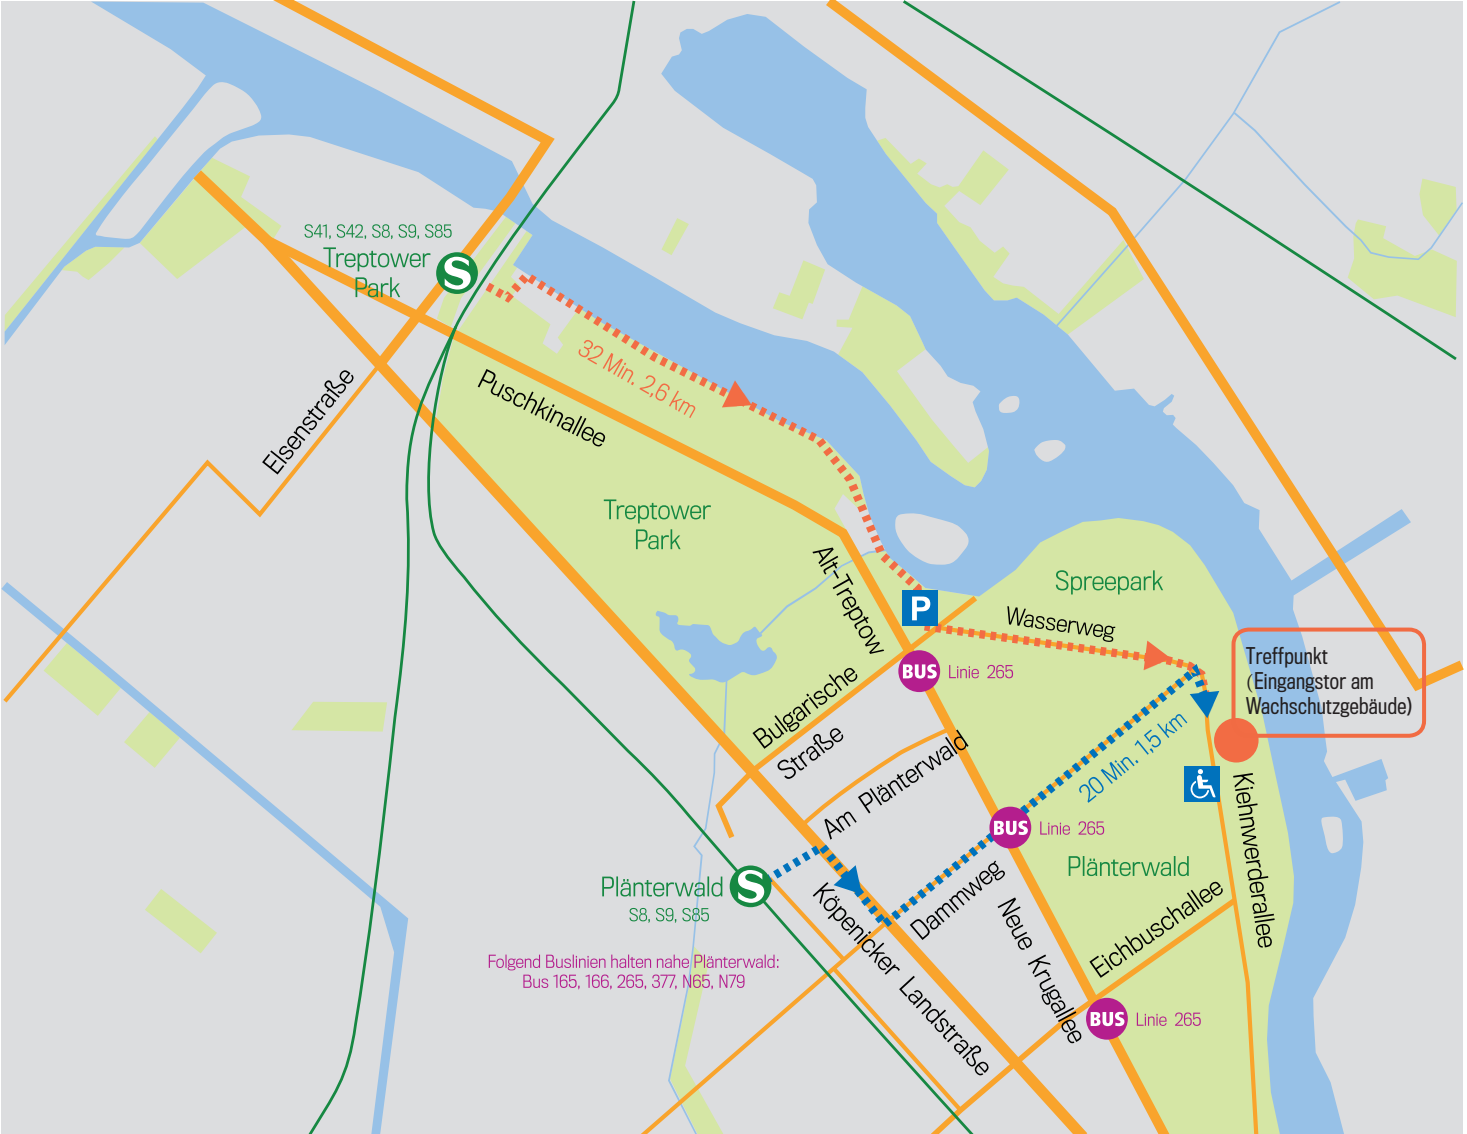 S41, S42, S8, S9, S85
Treptower
Park
S
Elsenstraße
Puschkinallee
32 Min. 2,6 km
Treptower
Park
Alt-Treptow
P
Spreepark
Wasserweg
Treffpunkt
(Eingangstor am
Wachschutzgebäude)
BUS Linie 265
Bulgarische
Straße
Am Plänterwald
20 Min. 1,5 km
BUS Linie 265
Kiehnwerderallee
Plänterwald
Plänterwald
S8, S9, S85
S
Köpenicker Landstraße
Dammweg
Neue Krugallee
Eichbuschallee
Folgend Buslinien halten nahe Plänterwald:
Bus 165, 166, 265, 377, N65, N79
BUS Linie 265